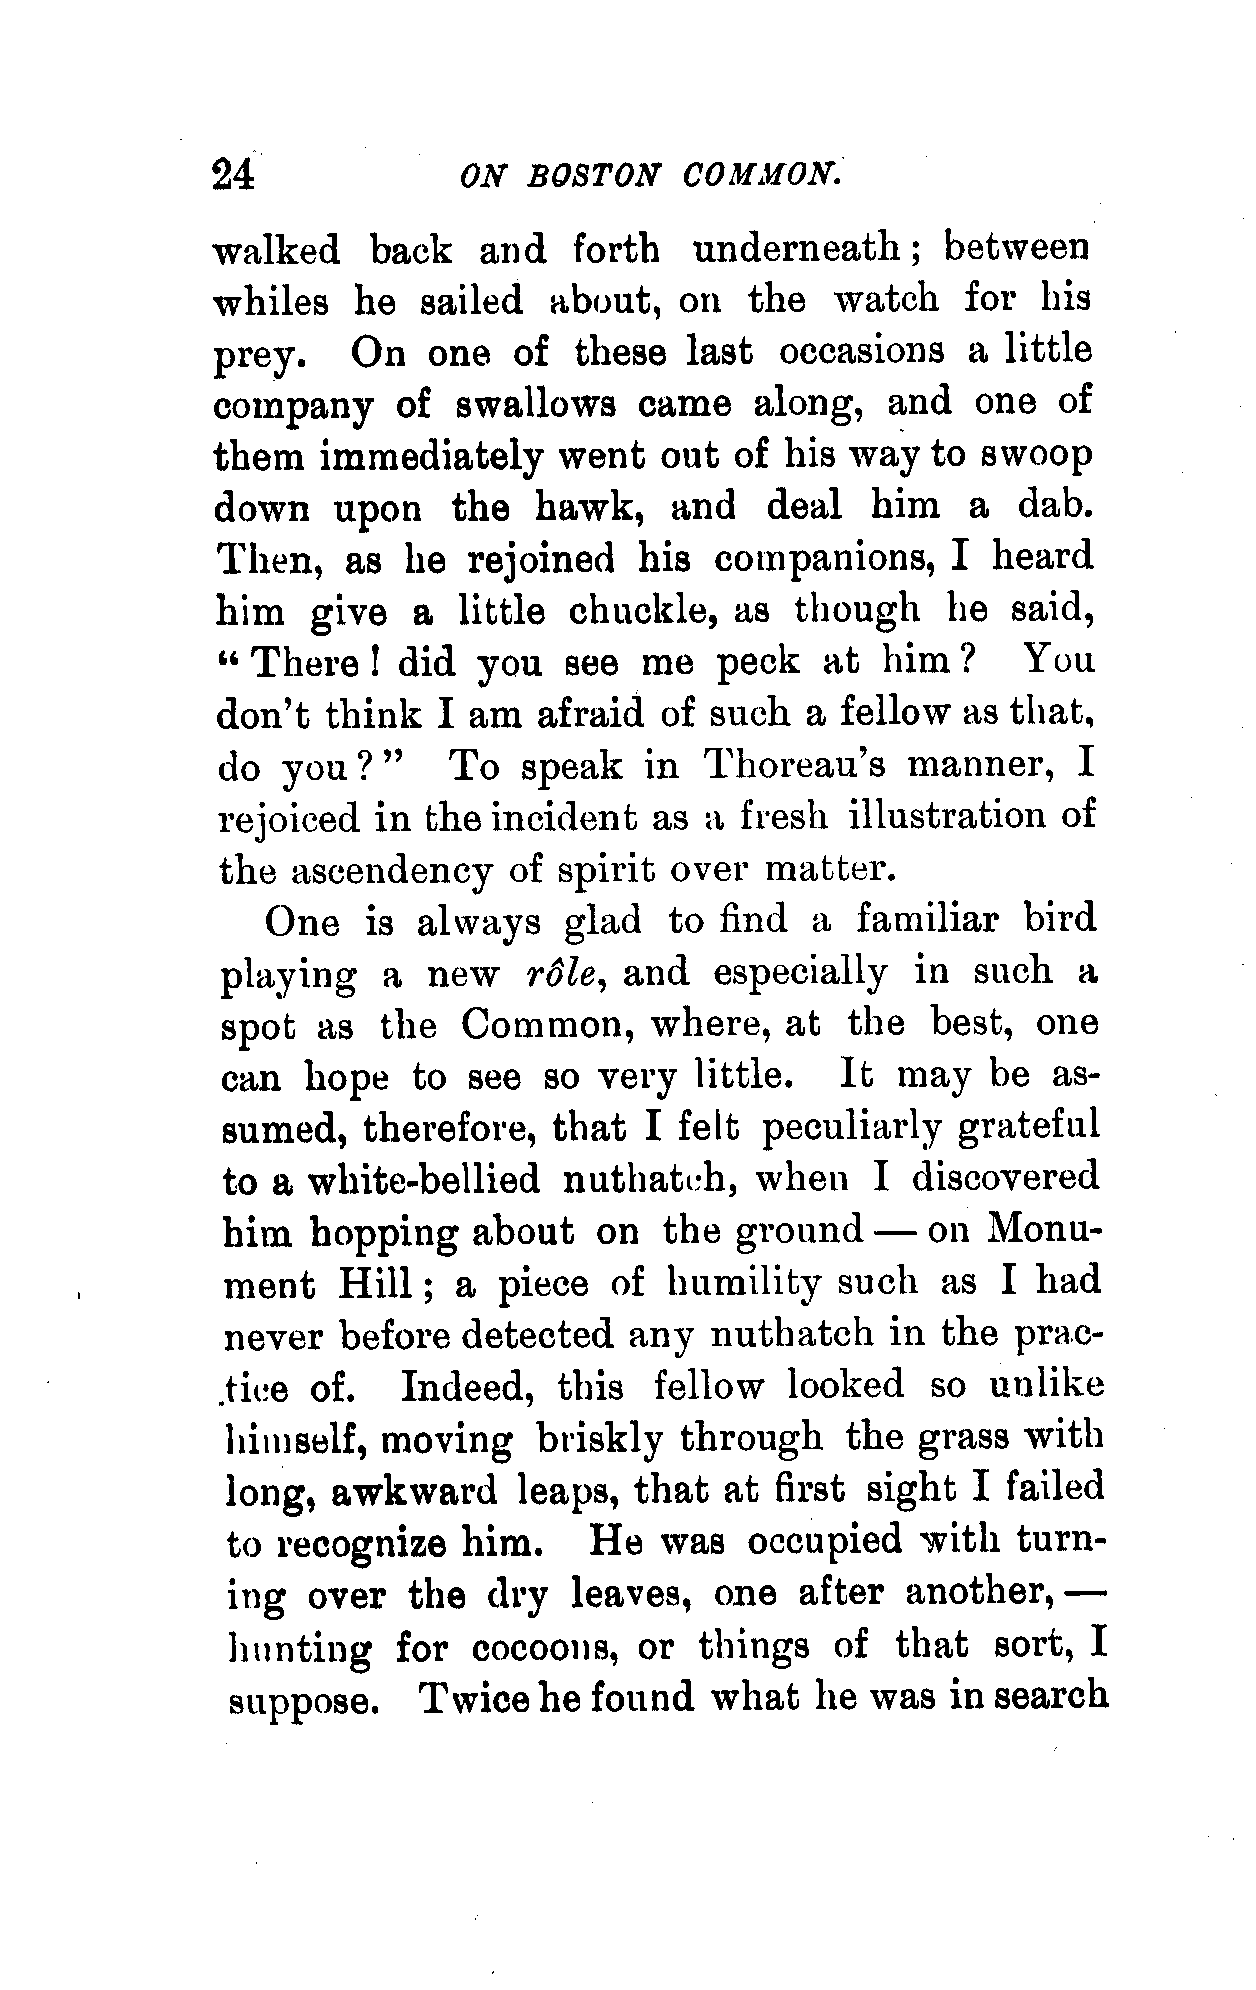 24 ON BOSTON COMMON.
walked back and forth underneath; between
whiles he sailed about, on the watch for his
prey. On one of these last occasions a little
company of swallows came along, and one of
them immediately went out of his way to swoop
down upon the hawk, and deal him a dab.
Then, as he rejoined his companions, I heard
him give a little chuckle, as though he said,
“There! did you see me peck at him? You
don't think I am afraid of such a fellow as that,
do you?” To speak in Thoreau's manner, I
rejoiced in the incident as a fresh illustration of
the ascendency of spirit over matter.
One is always glad to find a familiar bird
playing a new rôle, and especially in such a
spot as the Common, where, at the best, one
can hope to see so very little. It may be as-
sumed, therefore, that I felt peculiarly grateful
to a white-bellied nuthatch, when I discovered
him hopping about on the ground — on Monu-
ment Hill; a piece of humility such as I had
never before detected any nuthatch in the prac-
tice of. Indeed, this fellow looked so unlike
himself, moving briskly through the grass with
long, awkward leaps, that at first sight I failed
to recognize him. He was occupied with turn-
ing over the dry leaves, one after another, —
hunting for cocoons, or things of that sort, I
suppose. Twice he found what he was in search